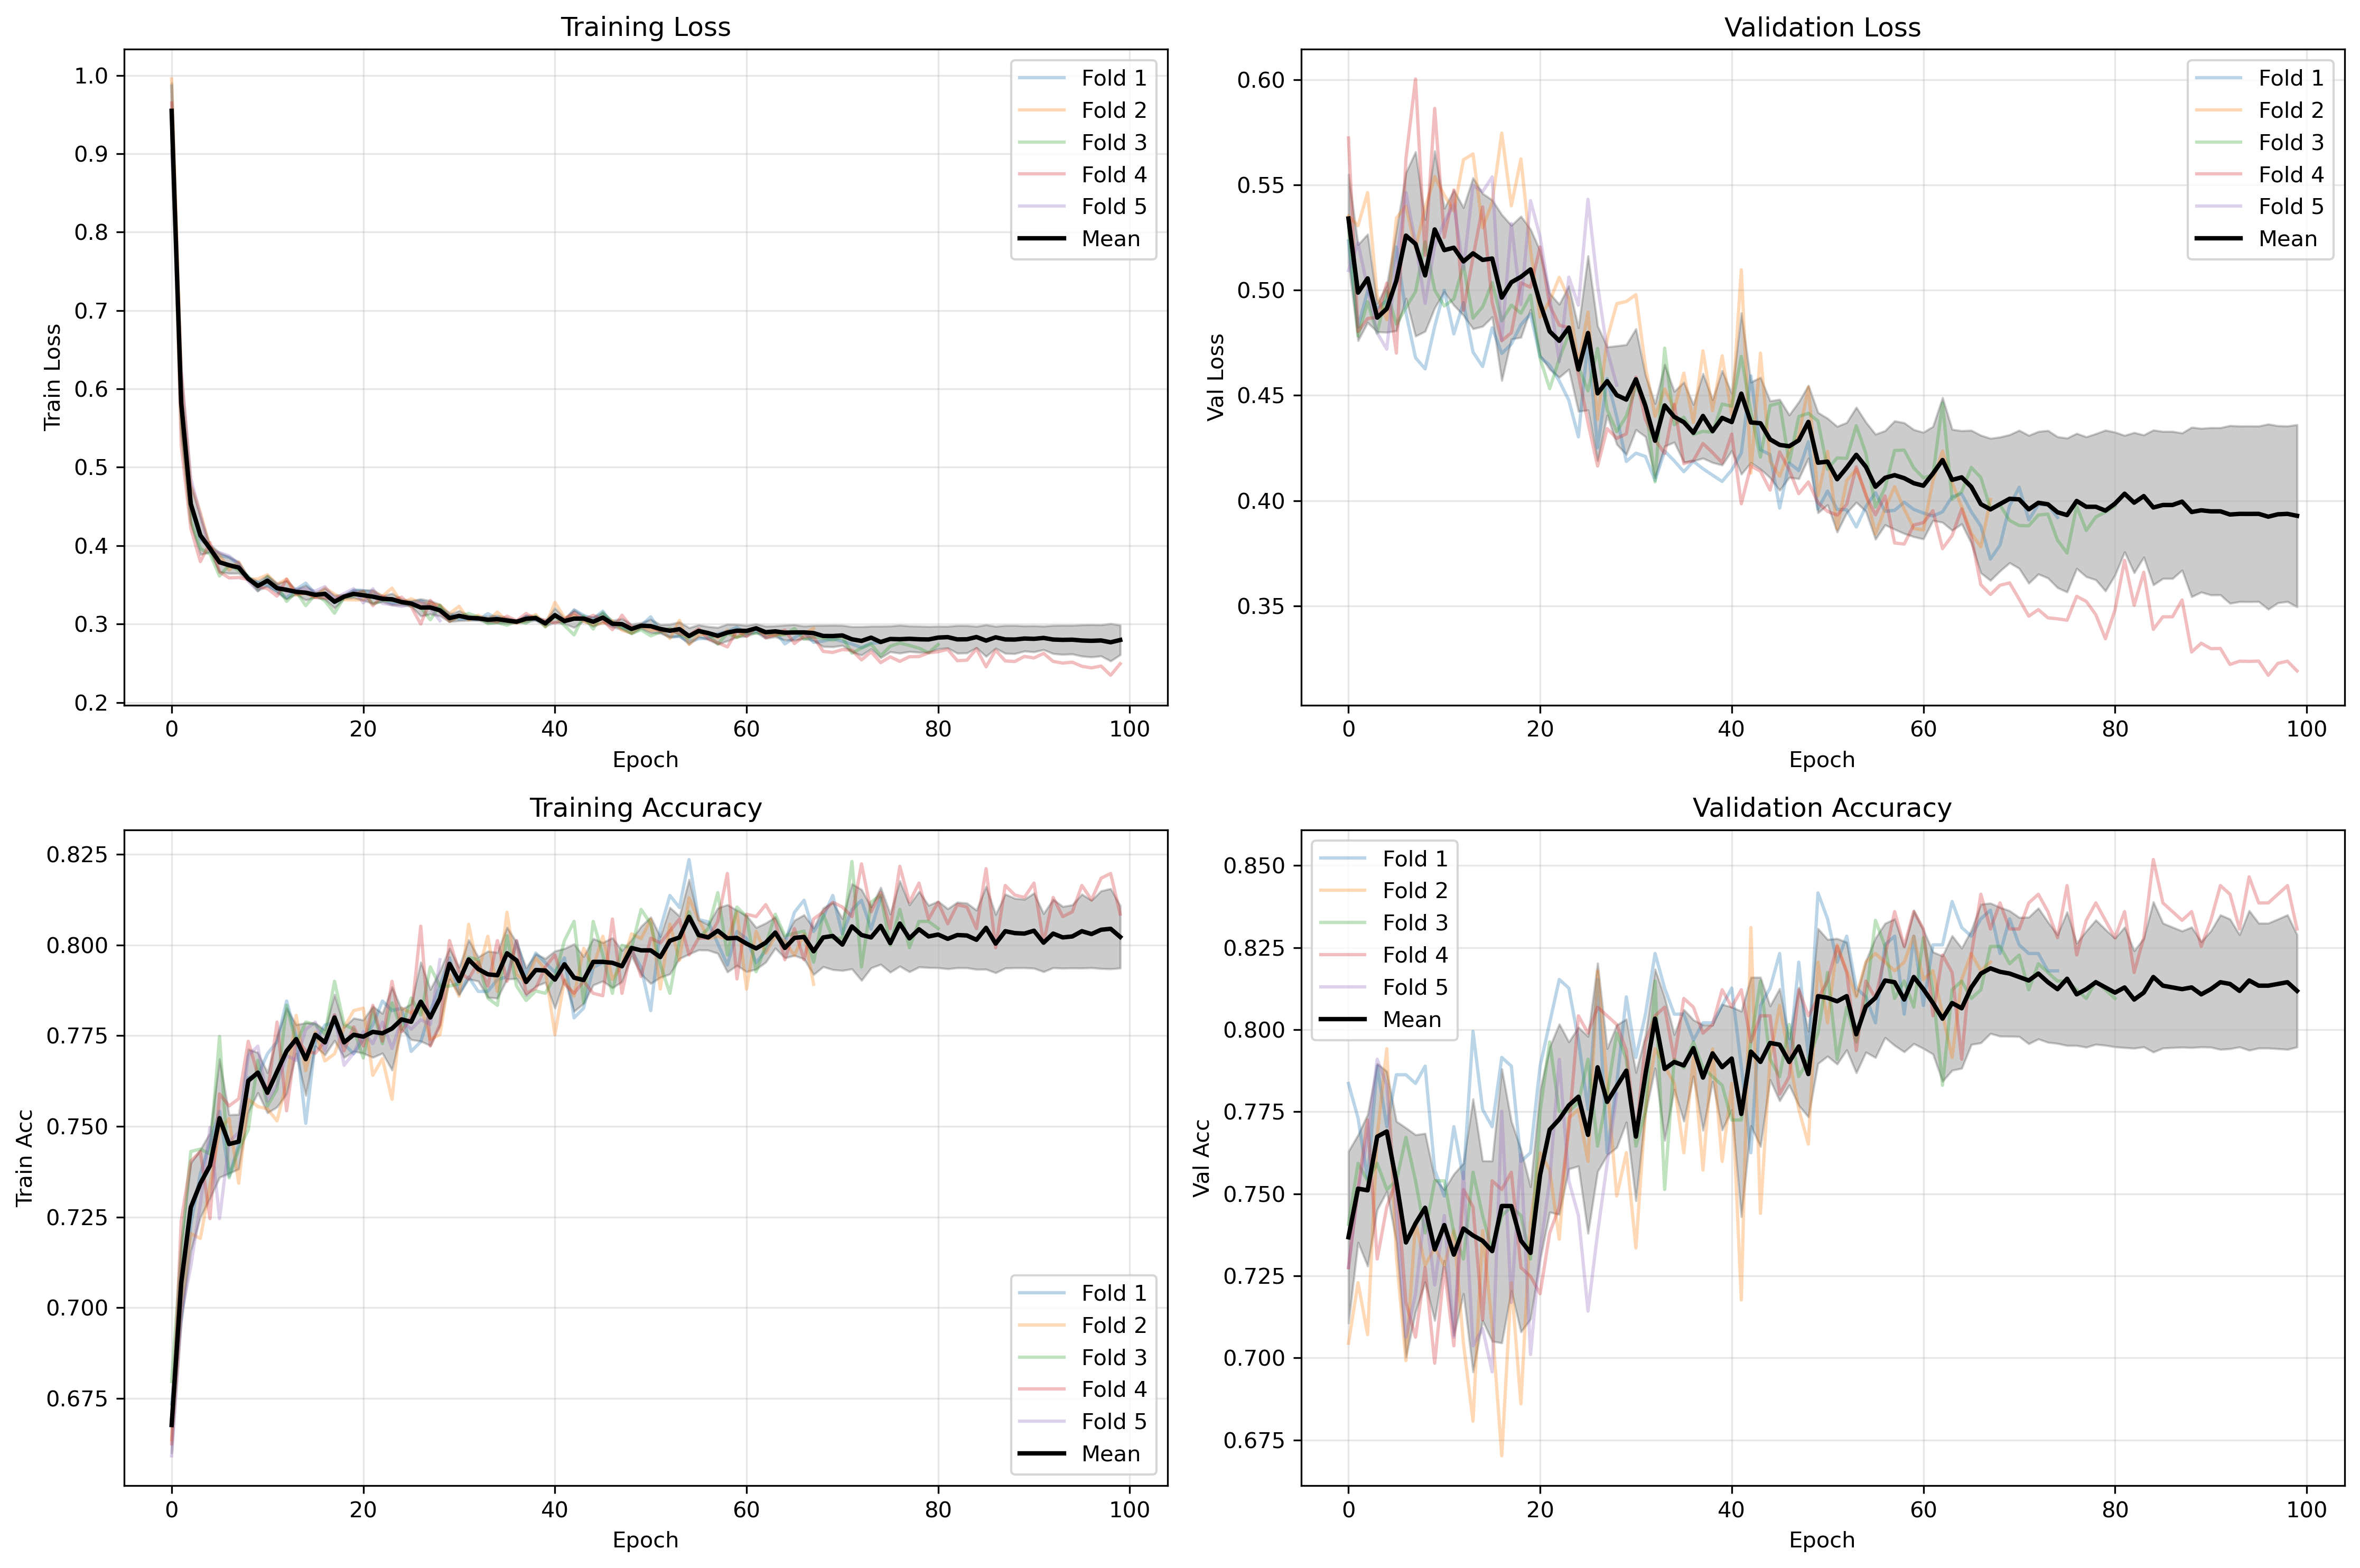 Training Loss
Train Loss
1.0
0.9
0.8
0.7
0.6
0.5
0.4
0.3
0.2
0 20 40 60 80 100
Epoch
Fold 1
Fold 2
Fold 3
Fold 4
Fold 5
Mean
Validation Loss
Val Loss
0.60
0.55
0.50
0.45
0.40
0.35
0 20 40 60 80 100
Epoch
Fold 1
Fold 2
Fold 3
Fold 4
Fold 5
Mean
Training Accuracy
Train Acc
0.825
0.800
0.775
0.750
0.725
0.700
0.675
0 20 40 60 80 100
Epoch
Fold 1
Fold 2
Fold 3
Fold 4
Fold 5
Mean
Validation Accuracy
Val Acc
0.850
0.825
0.800
0.775
0.750
0.725
0.700
0.675
0 20 40 60 80 100
Epoch
Fold 1
Fold 2
Fold 3
Fold 4
Fold 5
Mean